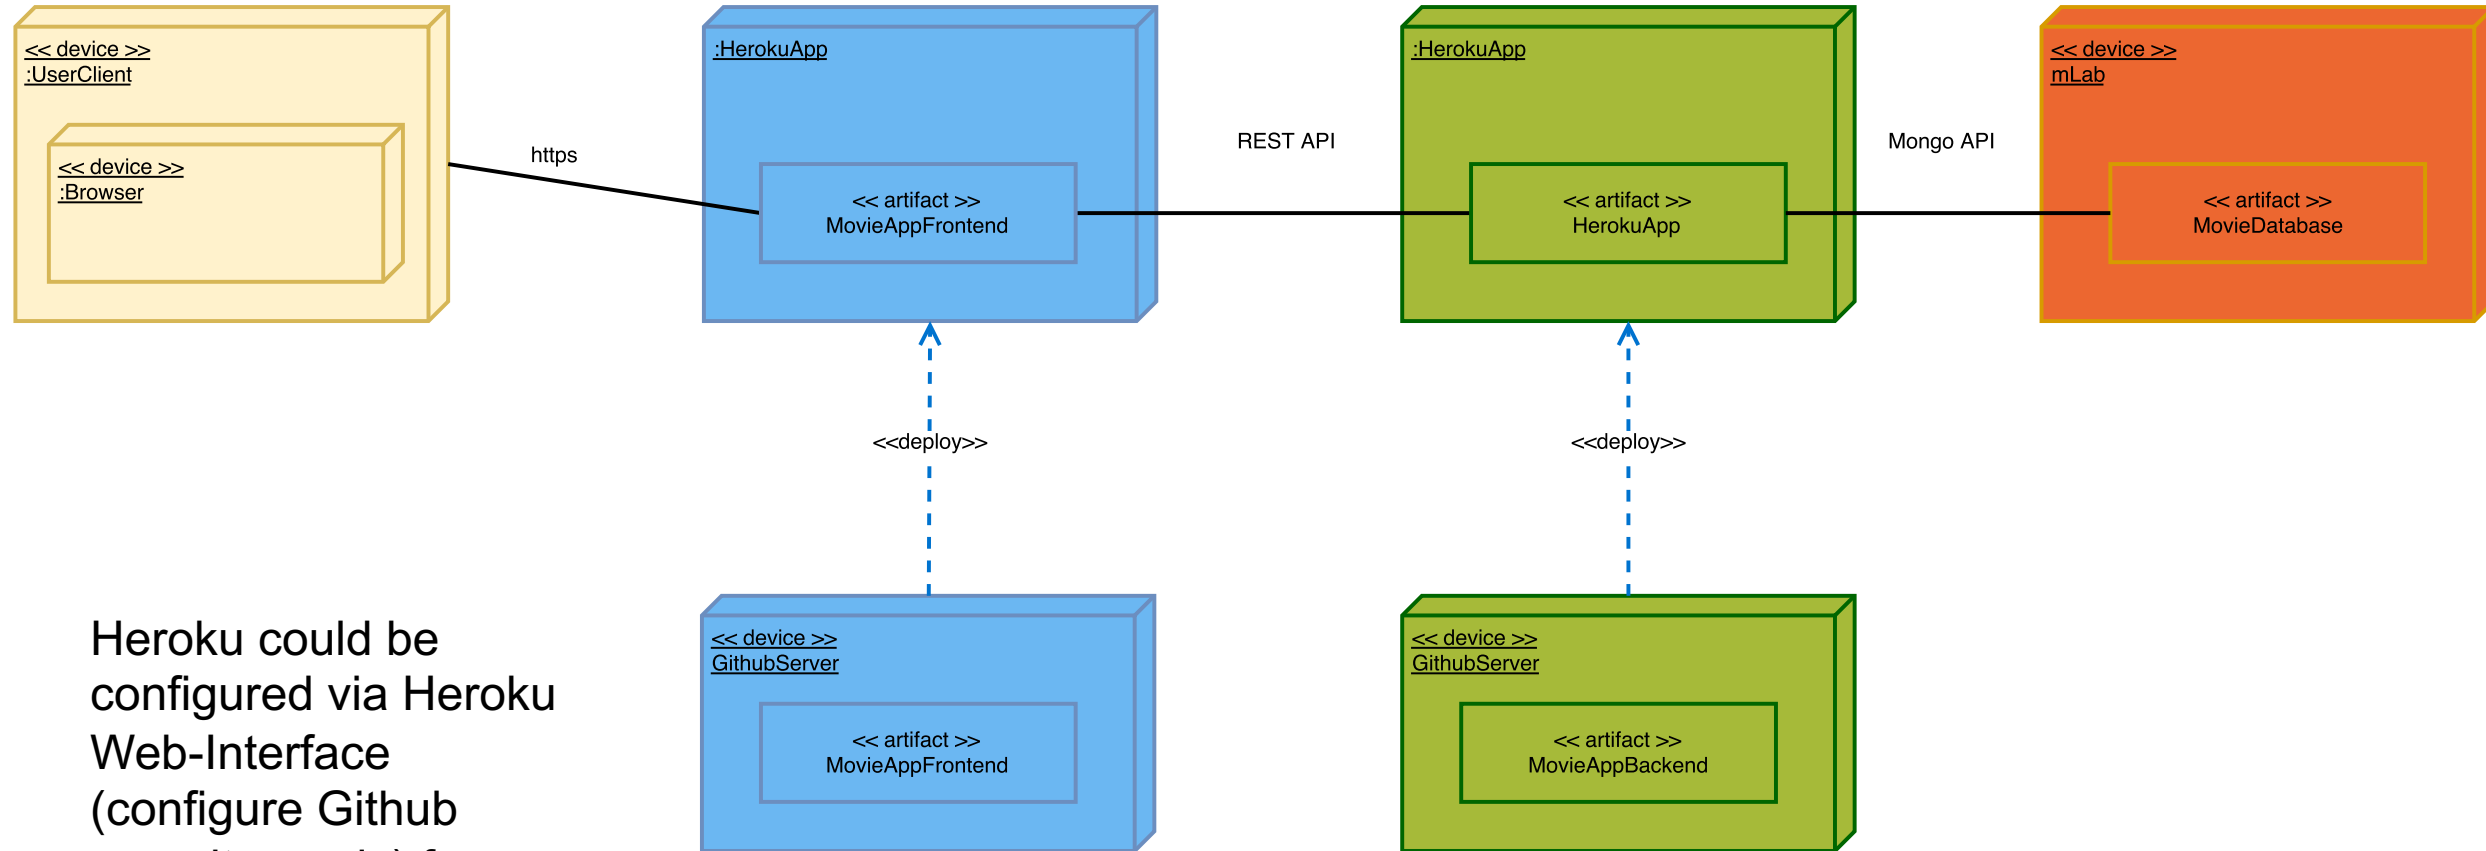 << device >>
:UserClient
<< device >>
:Browser
https
:HerokuApp
<< artifact >>
MovieAppFrontend
REST API
:HerokuApp
<< artifact >>
HerokuApp
Mongo API
<< device >>
mLab
<< artifact >>
MovieDatabase
<<deploy>>
<<deploy>>
Heroku could be
configured via Heroku
Web-Interface
(configure Github
<< device >>
GithubServer
<< artifact >>
MovieAppFrontend
<< device >>
GithubServer
<< artifact >>
MovieAppBackend